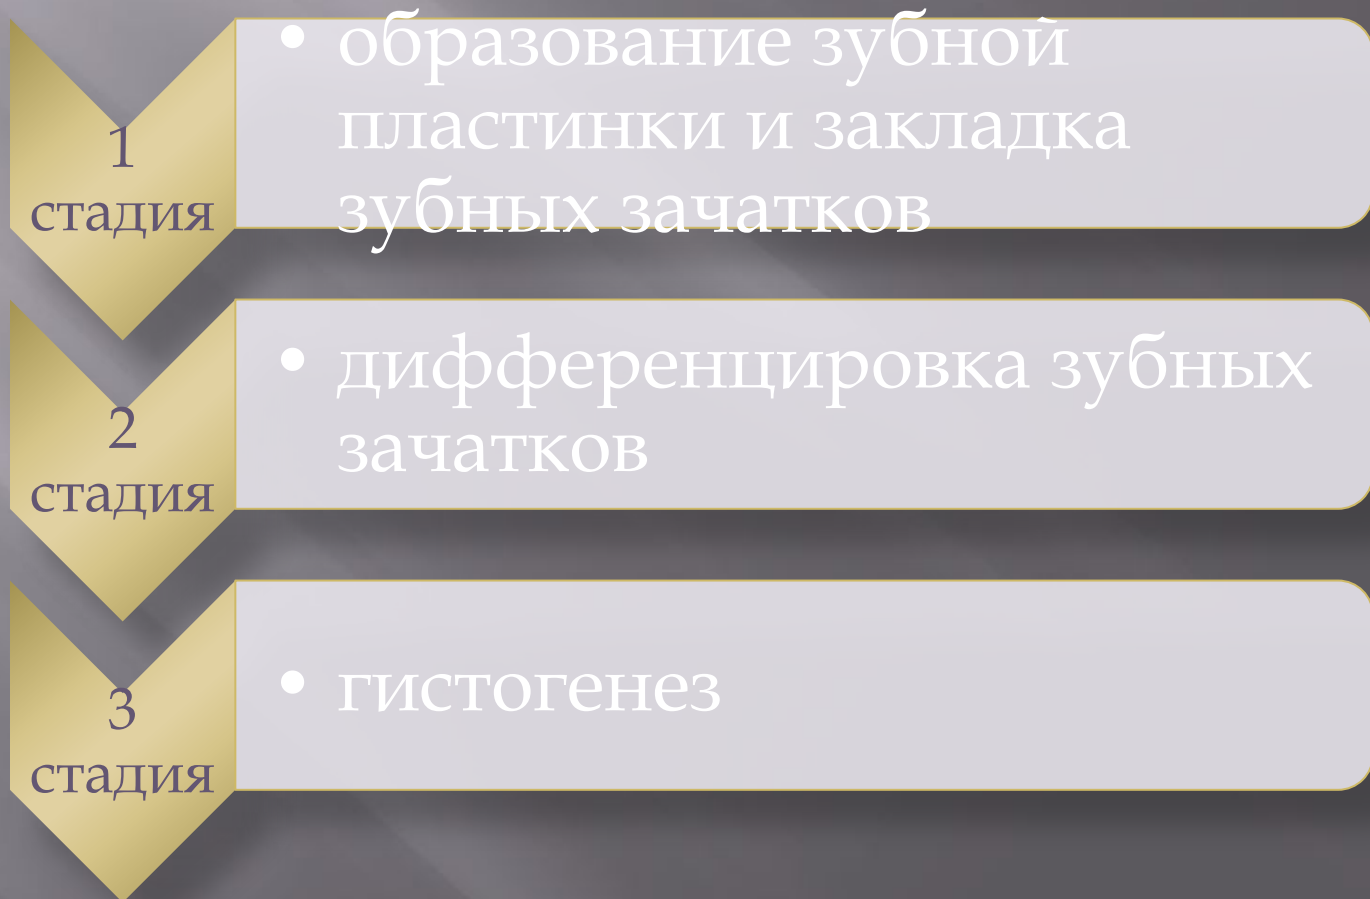 1
стадия
• образование зубной
пластинки и закладка
зубных зачатков
2
стадия
• дифференцировка зубных
зачатков
3
стадия
• гистогенез